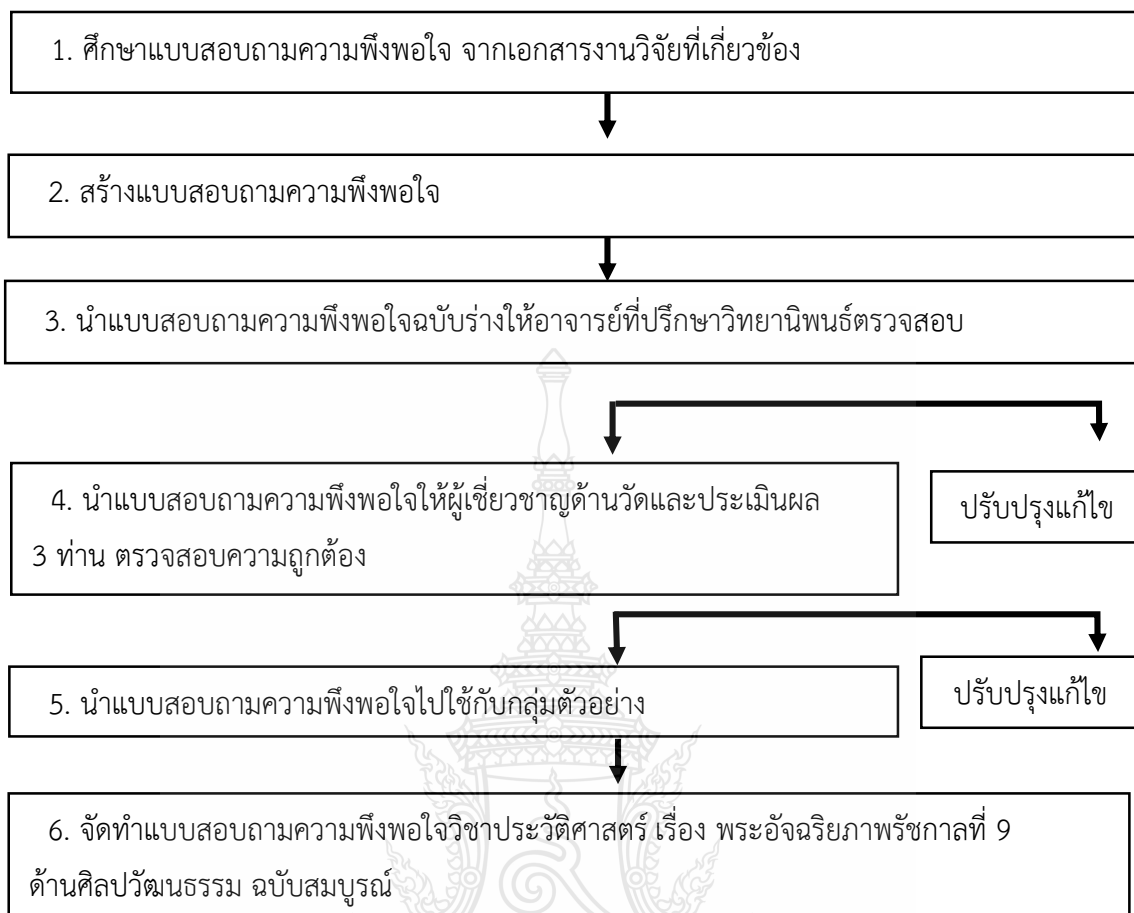 1. ศึกษาแบบสอบถามความพึงพอใจ จากเอกสารงานวิจัยที่เกี่ยวข้อง
2. สร้างแบบสอบถามความพึงพอใจ
3. นำแบบสอบถามความพึงพอใจฉบับร่างให้อาจารย์ที่ปรึกษาวิทยานิพนธ์ตรวจสอบ
4. นำแบบสอบถามความพึงพอใจให้ผู้เชี่ยวชาญด้านวัดและประเมินผล
3 ท่าน ตรวจสอบความถูกต้อง
ปรับปรุงแก้ไข
5. นำแบบสอบถามความพึงพอใจไปใช้กับกลุ่มตัวอย่าง
ปรับปรุงแก้ไข
6. จัดทำแบบสอบถามความพึงพอใจวิชาประวัติศาสตร์ เรื่อง พระอัจฉริยภาพรัชกาลที่ 9
ด้านศิลปวัฒนธรรม ฉบับสมบูรณ์